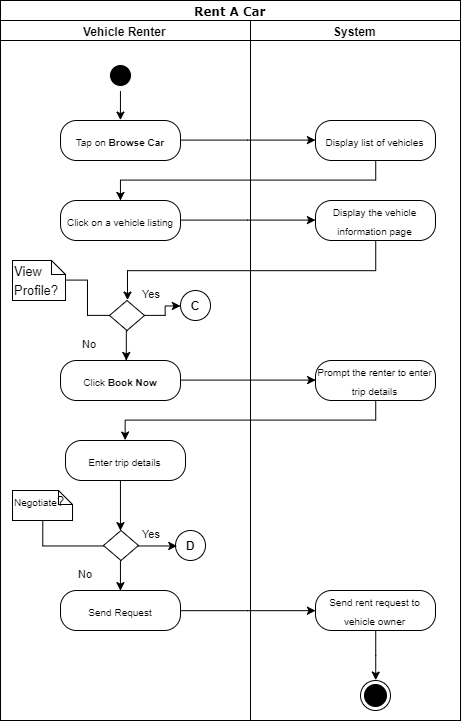 Rent A Car
Vehicle Renter
System
Tap on Browse Car
Display list of vehicles
Click on a vehicle listing
Display the vehicle
information page
View
Profile?
Yes
C
No
Click Book Now
Prompt the renter to enter
trip details
Enter trip details
Negotiate?
Yes
D
No
Send Request
Send rent request to
vehicle owner